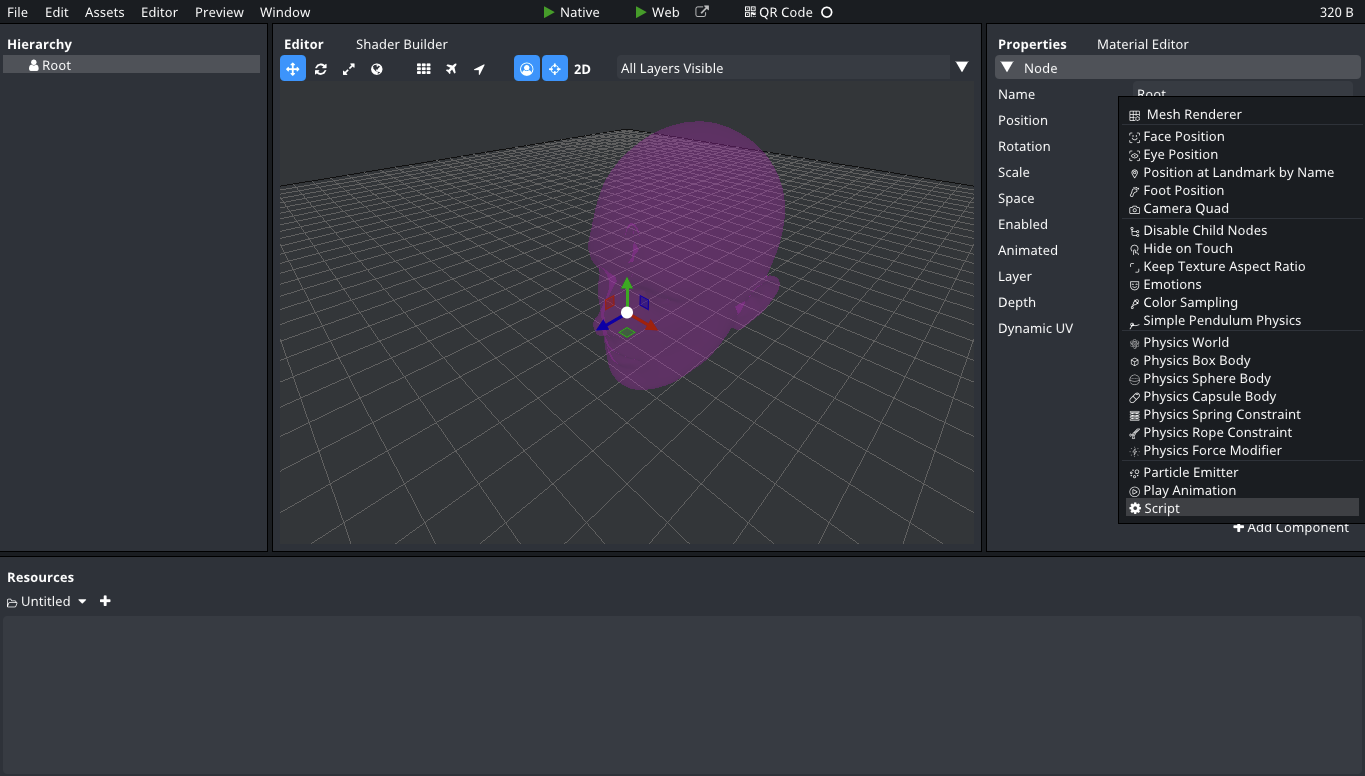 File Edit Assets Editor Preview Window Native Web QR Code 320 B
Hierarchy
Root
Editor Shader Builder
2D All Layers Visible
Properties Material Editor
Node
Name Root
Position
Rotation
Scale
Space
Enabled
Animated
Layer
Depth
Dynamic UV
Mesh Renderer
Face Position
Eye Position
Position at Landmark by Name
Foot Position
Camera Quad
Disable Child Nodes
Hide on Touch
Keep Texture Aspect Ratio
Emotions
Color Sampling
Simple Pendulum Physics
Physics World
Physics Box Body
Physics Sphere Body
Physics Capsule Body
Physics Spring Constraint
Physics Rope Constraint
Physics Force Modifier
Particle Emitter
Play Animation
Script
Add Component
Resources
Untitled